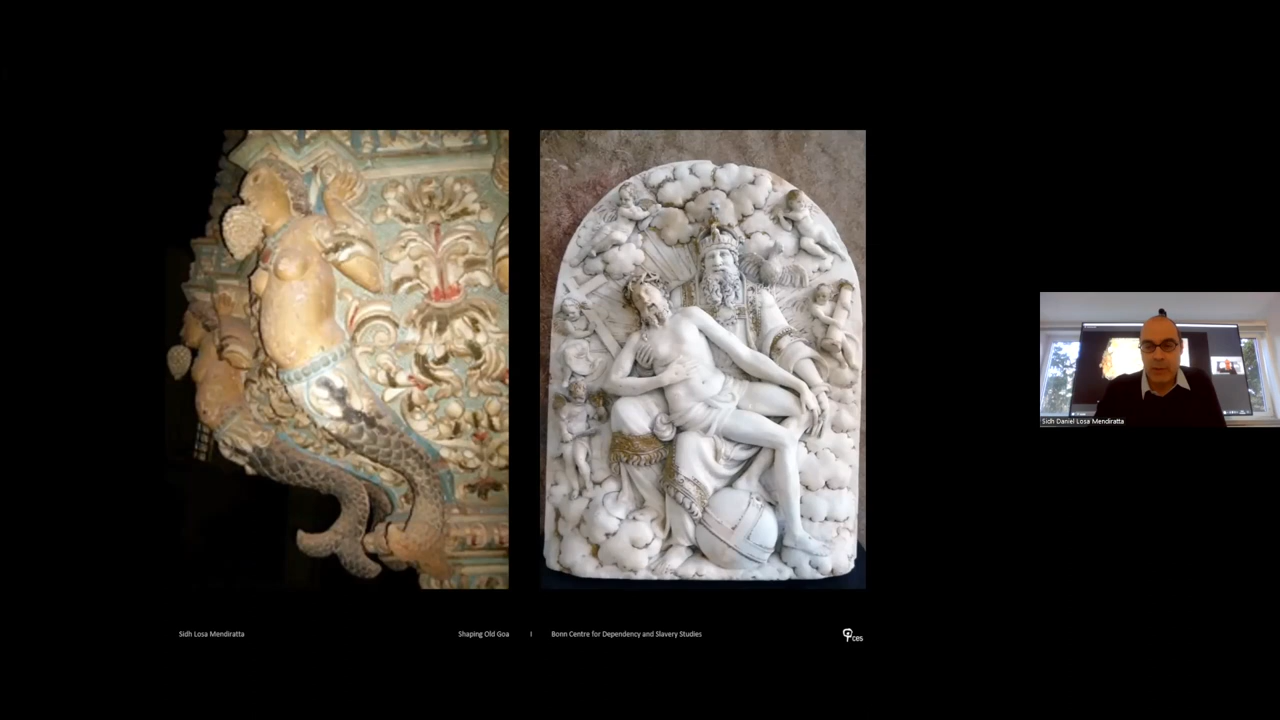 Sidh Daniel Losa Mendiratta
Sidh Losa Mendiratta
Shaping Old Goa
I
Bonn Centre for Dependency and Slavery Studies
ces